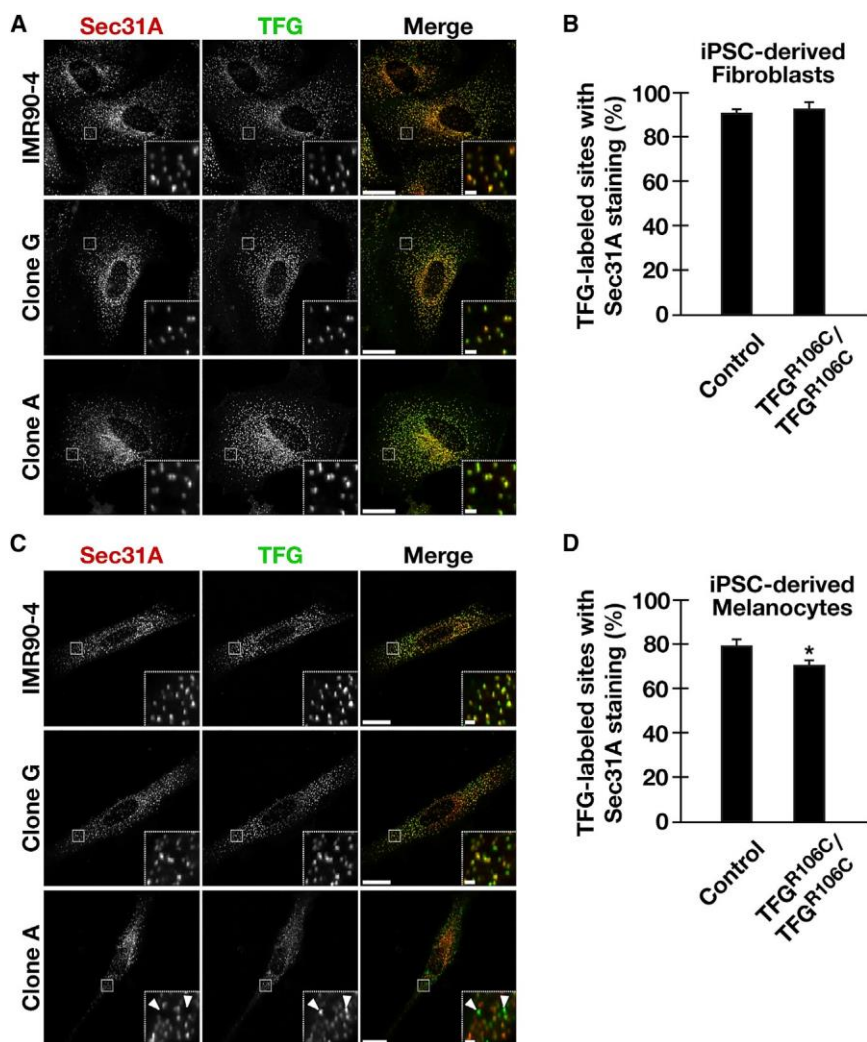 A
Sec31A TFG Merge
IMR90-4
Clone G
Clone A
B
iPSC-derived
Fibroblasts
TFG-labeled sites with
Sec31A staining (%)
100
80
60
40
20
0
Control
TFGR106C/
TFGR106C
C
Sec31A TFG Merge
IMR90-4
Clone G
Clone A
D
iPSC-derived
Melanocytes
TFG-labeled sites with
Sec31A staining (%)
100
80
60
40
20
0
*
Control
TFGR106C/
TFGR106C